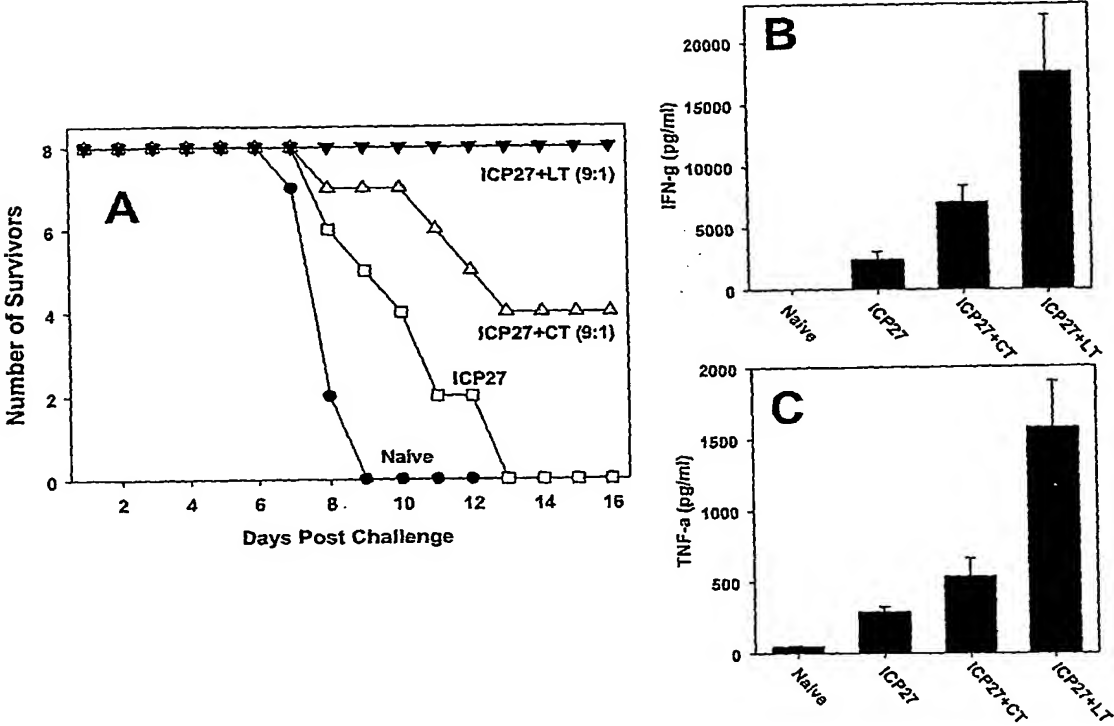 A
Number of Survivors
8
6
4
2
0
2
4
6
8
10
12
14
16
Days Post Challenge
ICP27+LT (9:1)
ICP27+CT (9:1)
ICP27
Naive
B
IFN-g (pg/ml)
20000
15000
10000
5000
0
Naive
ICP27
ICP27+CT
ICP27+LT
C
TNF-a (pg/ml)
2000
1500
1000
500
0
Naive
ICP27
ICP27+CT
ICP27+LT